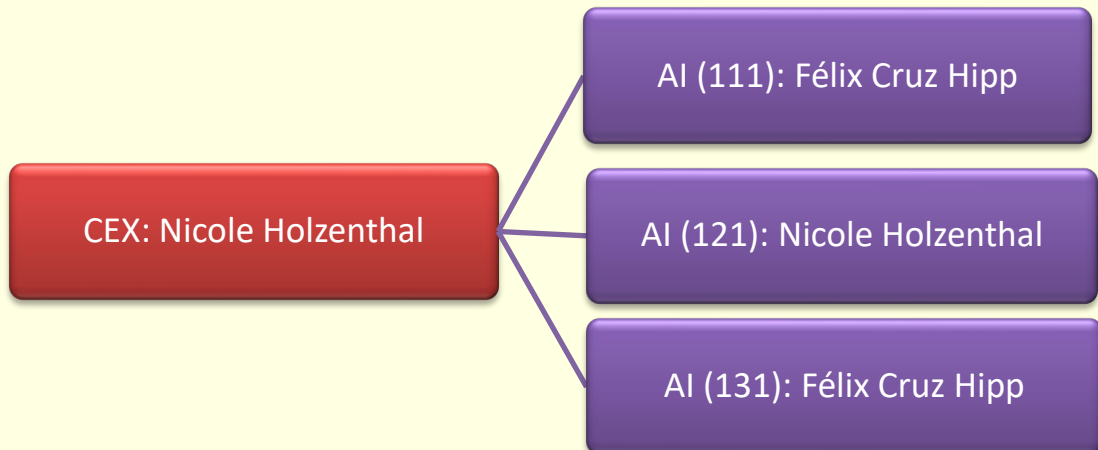 AI (111): Félix Cruz Hipp
CEX: Nicole Holzenthal
AI (121): Nicole Holzenthal
AI (131): Félix Cruz Hipp